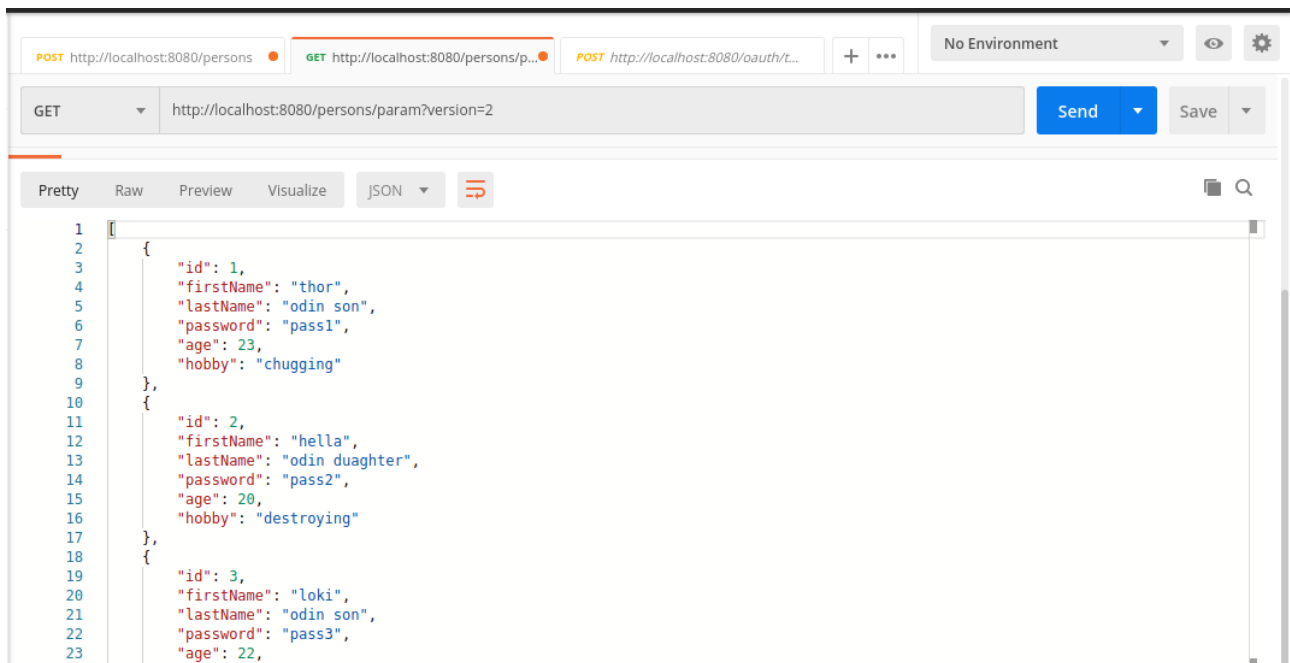 POST http://localhost:8080/persons GET http://localhost:8080/persons/p... POST http://localhost:8080/oauth/t... + ••• No Environment
GET http://localhost:8080/persons/param?version=2 Send Save
Pretty Raw Preview Visualize JSON
1 [
2 {
3 "id": 1,
4 "firstName": "thor",
5 "lastName": "odin son",
6 "password": "pass1",
7 "age": 23,
8 "hobby": "chugging"
9 },
10 {
11 "id": 2,
12 "firstName": "hella",
13 "lastName": "odin duaghter",
14 "password": "pass2",
15 "age": 20,
16 "hobby": "destroying"
17 },
18 {
19 "id": 3,
20 "firstName": "loki",
21 "lastName": "odin son",
22 "password": "pass3",
23 "age": 22,